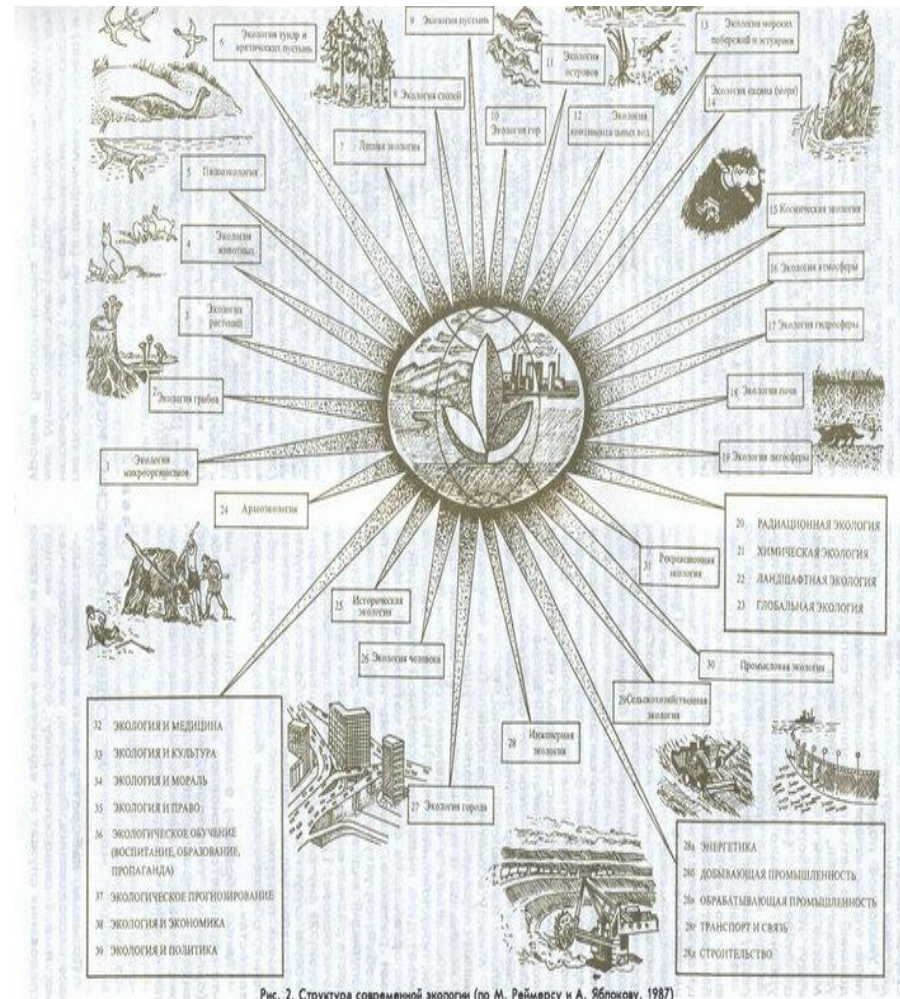 9 Экология пустынь
6 Экология тундр и
арктических пустынь
13 Экология морских
побережий и эстуариев
11 Экология
островов
8 Экология степей
Экология океана (моря)
14
10
Экология гор
12 Экология
континентальных вод
7 Лесная экология
5 Палеоэкология
15 Космическая экология
4 Экология
животных
16 Экология атмосферы
3 Экология
растений
17 Экология гидросферы
2 Экология грибов
18 Экология почв
1 Экология
микроорганизмов
19 Экология литосферы
24 Археоэкология
20 РАДИАЦИОННАЯ ЭКОЛОГИЯ
21 ХИМИЧЕСКАЯ ЭКОЛОГИЯ
22 ЛАНДШАФТНАЯ ЭКОЛОГИЯ
23 ГЛОБАЛЬНАЯ ЭКОЛОГИЯ
31 Рекреационная
экология
25 Историческая
экология
26 Экология человека
30 Промысловая экология
29 Сельскохозяйственная
экология
28 Инженерная
экология
27 Экология города
32 ЭКОЛОГИЯ И МЕДИЦИНА
33 ЭКОЛОГИЯ И КУЛЬТУРА
34 ЭКОЛОГИЯ И МОРАЛЬ
35 ЭКОЛОГИЯ И ПРАВО
36 ЭКОЛОГИЧЕСКОЕ ОБУЧЕНИЕ
(ВОСПИТАНИЕ, ОБРАЗОВАНИЕ,
ПРОПАГАНДА)
37 ЭКОЛОГИЧЕСКОЕ ПРОГНОЗИРОВАНИЕ
38 ЭКОЛОГИЯ И ЭКОНОМИКА
39 ЭКОЛОГИЯ И ПОЛИТИКА
28а ЭНЕРГЕТИКА
28б ДОБЫВАЮЩАЯ ПРОМЫШЛЕННОСТЬ
28в ОБРАБАТЫВАЮЩАЯ ПРОМЫШЛЕННОСТЬ
28г ТРАНСПОРТ И СВЯЗЬ
28д СТРОИТЕЛЬСТВО
Рис. 2. Структура современной экологии (по М. Реймерсу и А. Яблокову, 1987)